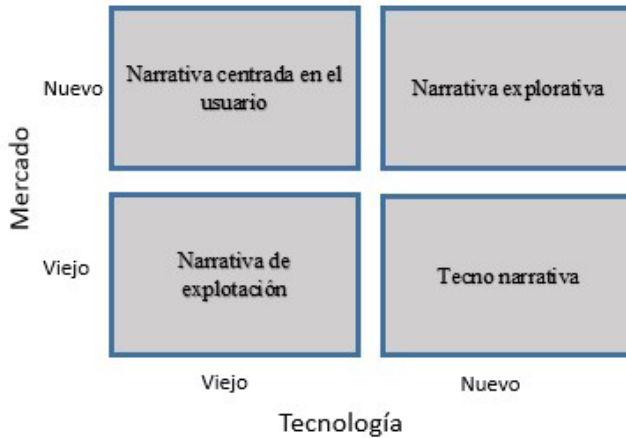 Narrativa centrada en el
usuario
Narrativa explorativa
Nuevo
Mercado
Narrativa de
explotación
Tecno narrativa
Viejo
Viejo
Nuevo
Tecnología